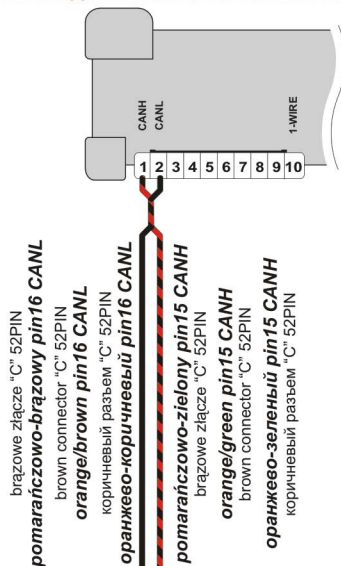 CANH
CANL
1-WIRE
1 2 3 4 5 6 7 8 9 10
brązowe złącze “C” 52PIN
pomarańczowo-brązowy pin16 CANL
brown connector “C” 52PIN
orange/brown pin16 CANL
коричневый разъем “C” 52PIN
оранжево-коричневый pin16 CANL
pomarańczowo-zielony pin15 CANH
brązowe złącze “C” 52PIN
orange/green pin15 CANH
brown connector “C” 52PIN
оранжево-зеленый pin15 CANH
коричневый разъем “C” 52PIN